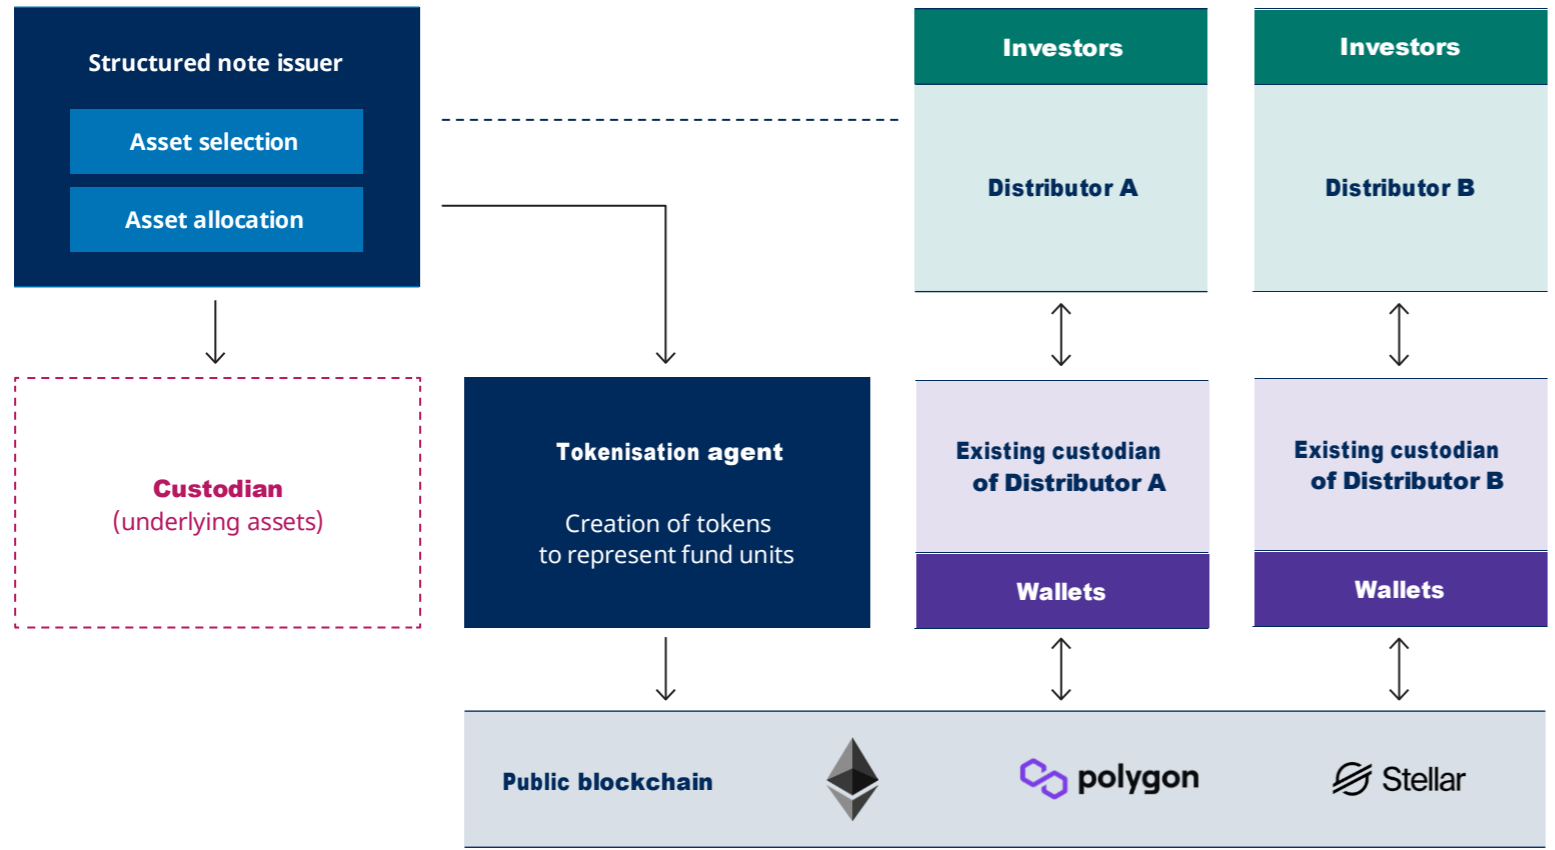 Structured note issuer
Asset selection
Asset allocation
Investors
Distributor A
Investors
Distributor B
Custodian
(underlying assets)
Tokenisation agent
Creation of tokens
to represent fund units
Existing custodian
of Distributor A
Wallets
Existing custodian
of Distributor B
Wallets
Public blockchain
polygon
Stellar